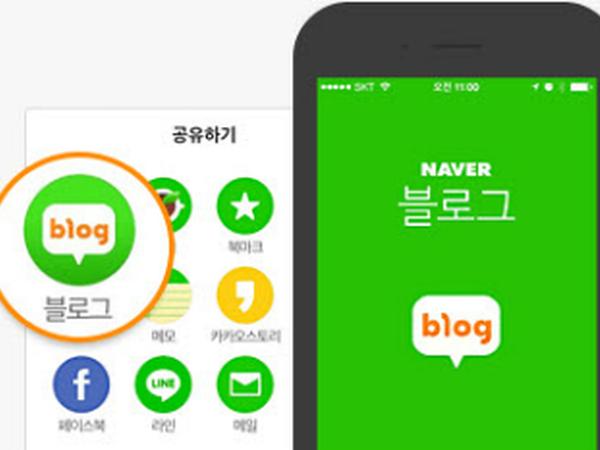 공유하기
blog
블로그
북마크
메모
카카오스토리
f
페이스북
LINE
라인
메일
SKT
오전 11:00
NAVER
블로그
blog